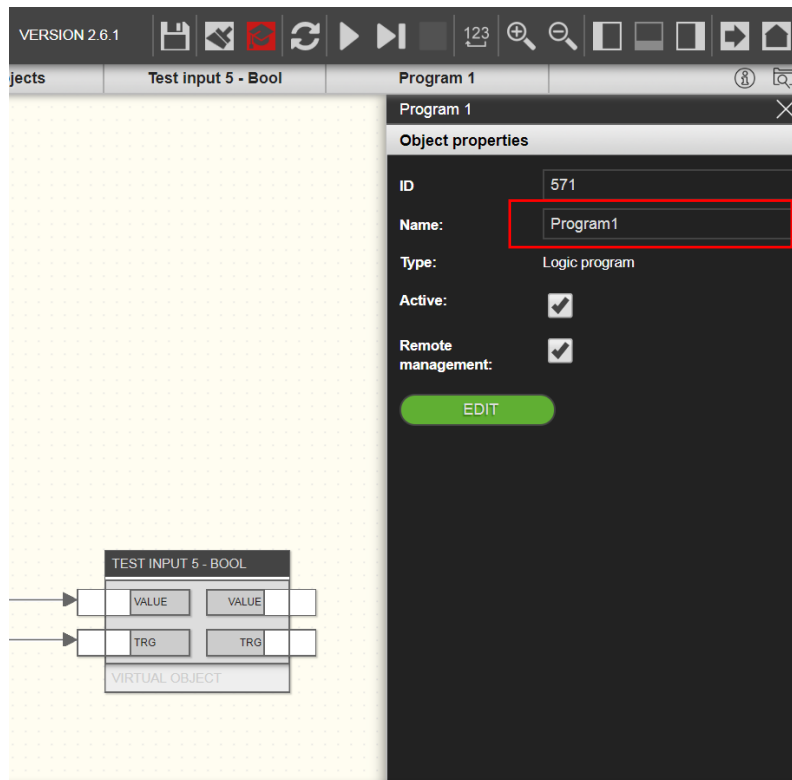 VERSION 2.6.1
123
jects
Test input 5 - Bool
Program 1
Program 1
Object properties
ID
571
Name:
Program1
Type:
Logic program
Active:
Remote
management:
EDIT
TEST INPUT 5 - BOOL
VALUE
VALUE
TRG
TRG
VIRTUAL OBJECT